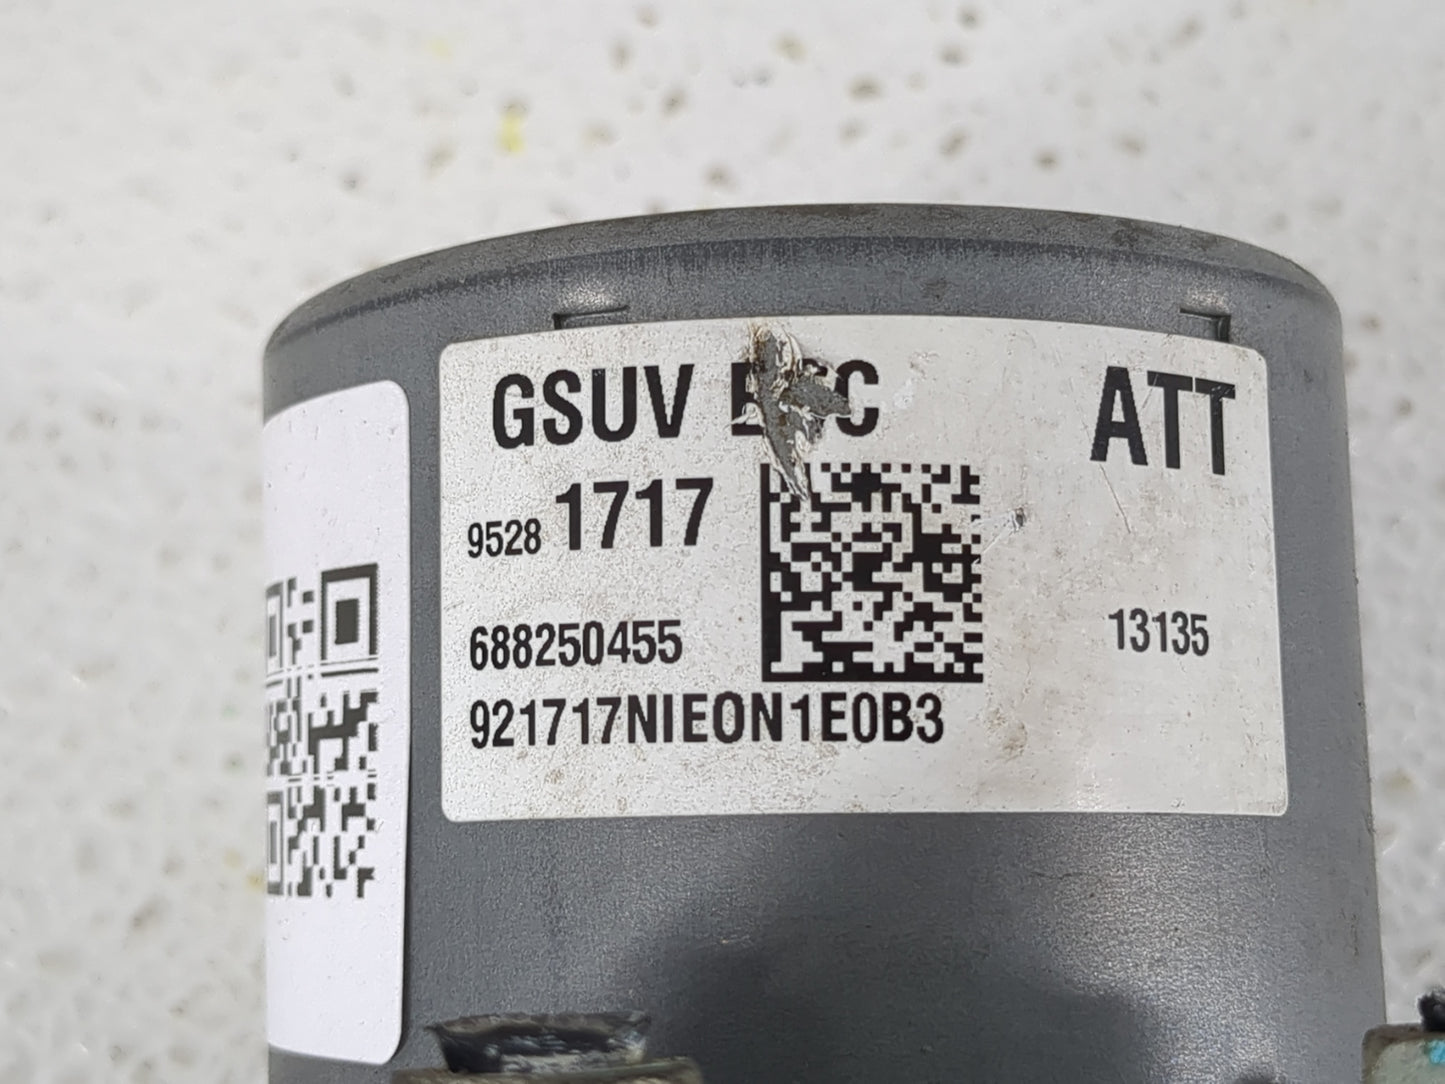 GSUV ATT
9528 1717
688250455 13135
921717NIEON1E0B3